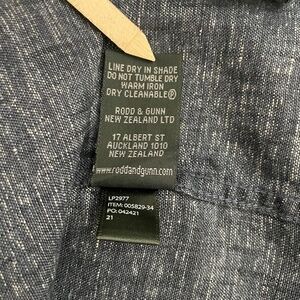 LINE DRY IN SHADE
DO NOT TUMBLE DRY
WARM IRON
DRY CLEANABLE Ⓟ
RODD & GUNN
NEW ZEALAND LTD
17 ALBERT ST
AUCKLAND 1010
NEW ZEALAND
www.roddandgunn.com
LP2977
ITEM: 005829-34
PO: 042421
21